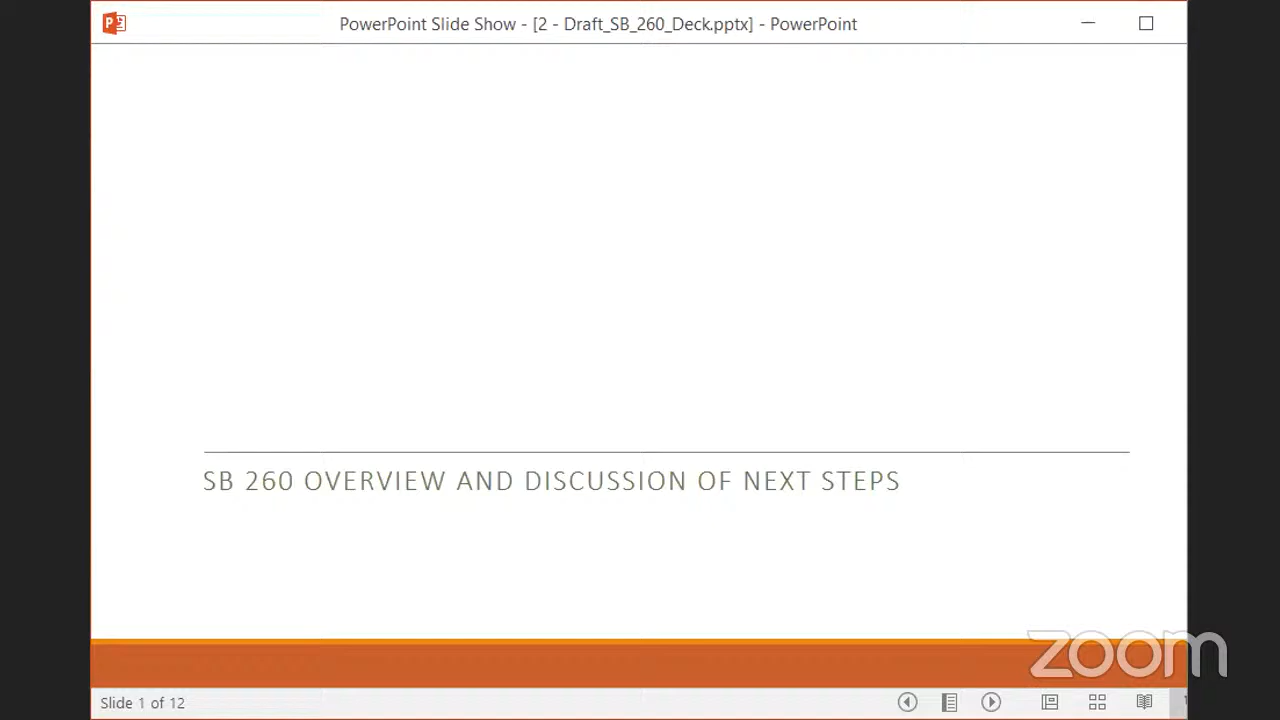 PowerPoint Slide Show - [2 - Draft_SB_260_Deck.pptx] - PowerPoint
SB 260 OVERVIEW AND DISCUSSION OF NEXT STEPS
zoom
Slide 1 of 12